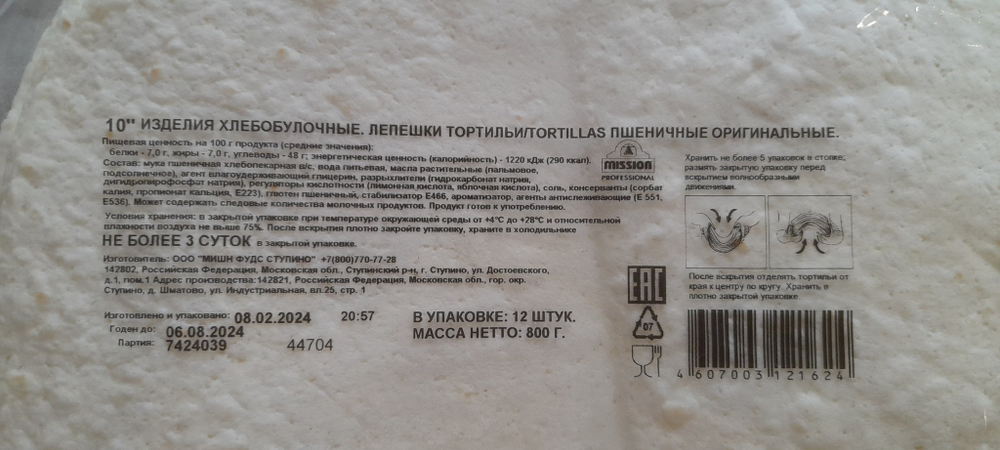 10" ИЗДЕЛИЯ ХЛЕБОБУЛОЧНЫЕ. ЛЕПЕШКИ ТОРТИЛЬИ/TORTILLAS ПШЕНИЧНЫЕ ОРИГИНАЛЬНЫЕ.
Пищевая ценность на 100 г продукта (средние значения):
белки - 7,0 г, жиры - 7,0 г, углеводы - 48 г; энергетическая ценность (калорийность) - 1220 кДж (290 ккал).
Состав: мука пшеничная хлебопекарная в/с, вода питьевая, масла растительные (пальмовое,
подсолнечное), агент влагоудерживающий глицерин, разрыхлители (гидрокарбонат натрия,
дигидропирофосфат натрия), регуляторы кислотности (лимонная кислота, яблочная кислота), соль, консерванты (сорбат
калия, пропионат кальция, Е223), глютен пшеничный, стабилизатор Е466, ароматизатор, агенты антислеживающие (Е 551,
Е536). Может содержать следовые количества молочных продуктов. Продукт готов к употреблению.
Условия хранения: в закрытой упаковке при температуре окружающей среды от +4°С до +28°С и относительной
влажности воздуха не выше 75%. После вскрытия плотно закройте упаковку, храните в холодильнике
НЕ БОЛЕЕ 3 СУТОК в закрытой упаковке.
Изготовитель: ООО "МИШН ФУДС СТУПИНО" +7(800)770-77-28
142802, Российская Федерация, Московская обл., Ступинский р-н, г. Ступино, ул. Достоевского,
д.1, пом.1 Адрес производства:142821, Российская Федерация, Московская обл., гор. окр.
Ступино, д. Шматово, ул. Индустриальная, вл.25, стр. 1
Изготовлено и упаковано: 08.02.2024 20:57
Годен до: 06.08.2024
Партия: 7424039 44704
В УПАКОВКЕ: 12 ШТУК.
МАССА НЕТТО: 800 Г.
MISSION
PROFESSIONAL
Хранить не более 5 упаковок в стопке,
размять закрытую упаковку перед
вскрытием волнообразными
движениями.
После вскрытия отделять тортильи от
края к центру по кругу. Хранить в
плотно закрытой упаковке
ЕАС
07
4 607003 121624